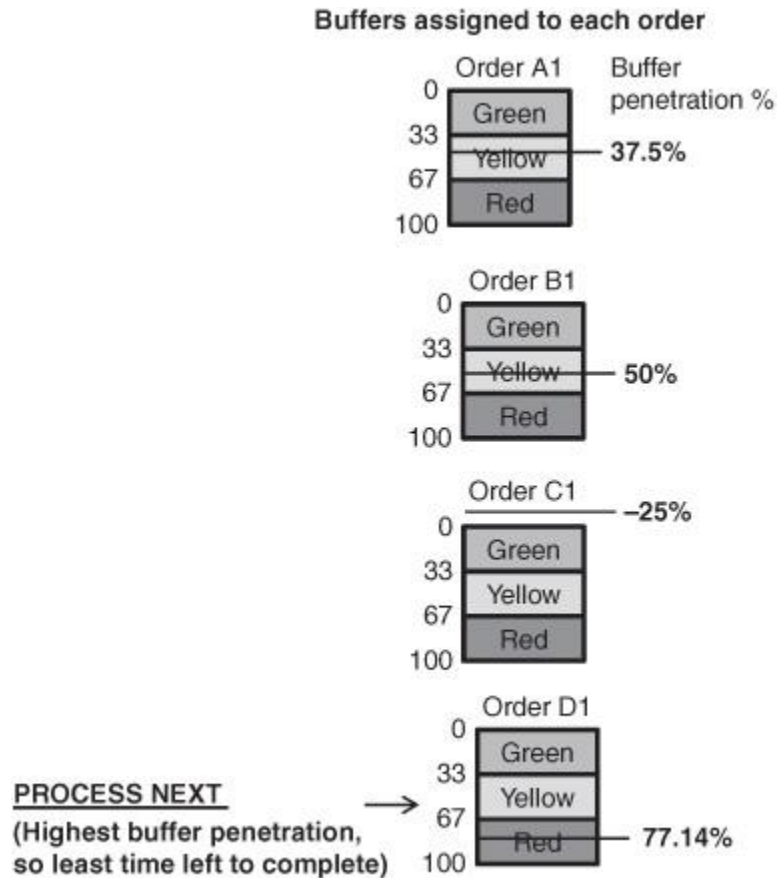 Buffers assigned to each order
Order A1
Buffer
penetration %
0
Green
33
Yellow
37.5%
67
Red
100
Order B1
0
Green
33
Yellow
50%
67
Red
100
Order C1
–25%
0
Green
33
Yellow
67
Red
100
Order D1
0
Green
33
Yellow
67
Red
77.14%
100
PROCESS NEXT
(Highest buffer penetration,
so least time left to complete)